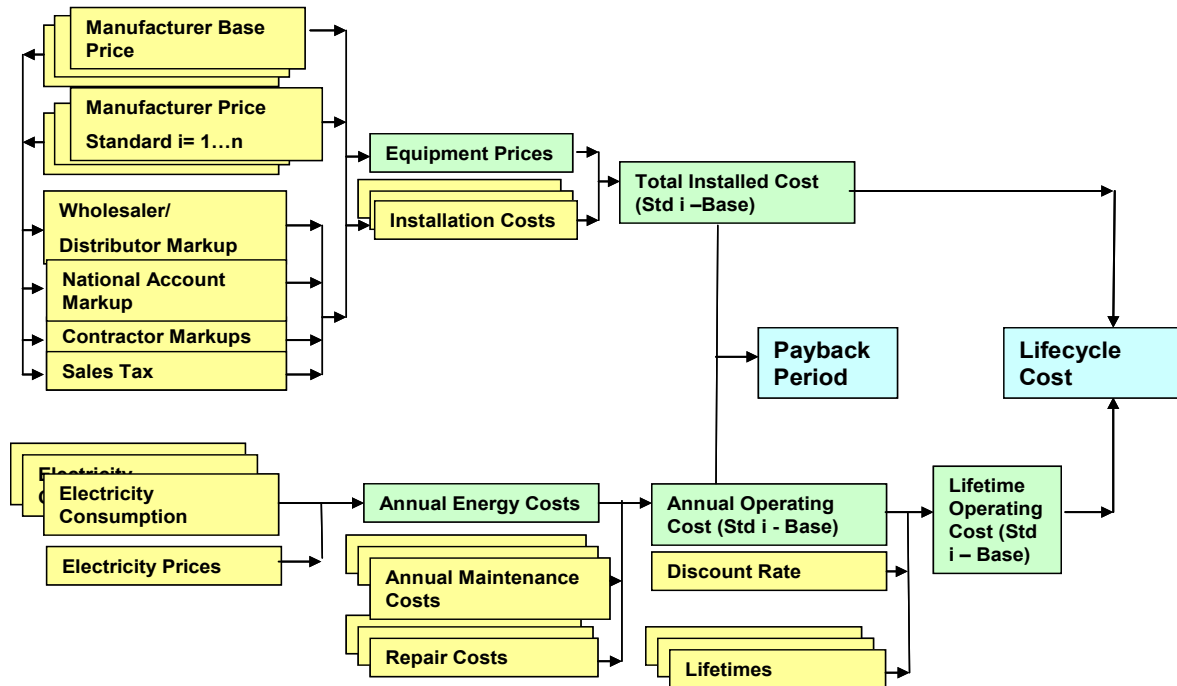 Manufacturer Base
Price
Manufacturer Price
Standard i= 1…n
Wholesaler/
Distributor Markup
National Account
Markup
Contractor Markups
Sales Tax
Equipment Prices
Installation Costs
Total Installed Cost
(Std i –Base)
Payback
Period
Lifecycle
Cost
Electricity
Consumption
Electricity Prices
Annual Energy Costs
Annual Maintenance
Costs
Repair Costs
Annual Operating
Cost (Std i - Base)
Discount Rate
Lifetimes
Lifetime
Operating
Cost (Std
i – Base)